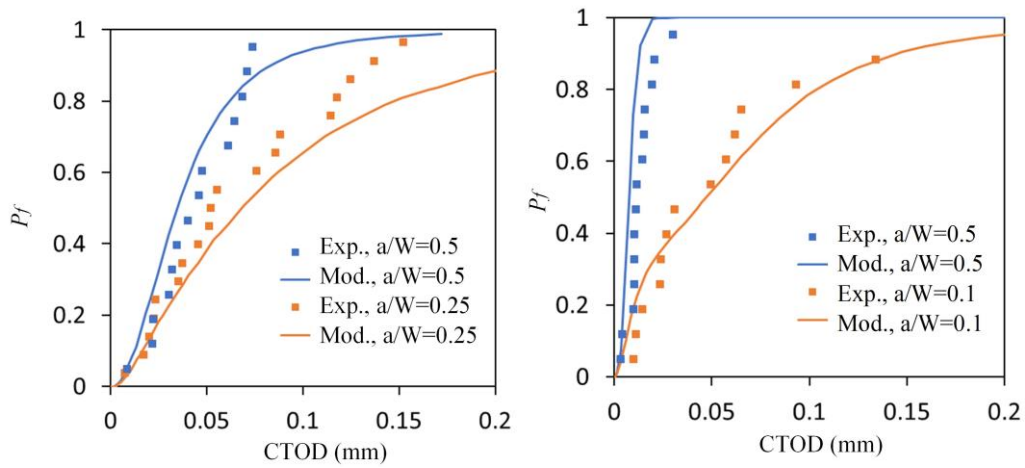 1
0.8
0.6
0.4
0.2
0
Pf
0
0.05
0.1
0.15
0.2
CTOD (mm)
Exp., a/W=0.5
Mod., a/W=0.5
Exp., a/W=0.25
Mod., a/W=0.25
1
0.8
0.6
0.4
0.2
0
Pf
0
0.05
0.1
0.15
0.2
CTOD (mm)
Exp., a/W=0.5
Mod., a/W=0.5
Exp., a/W=0.1
Mod., a/W=0.1